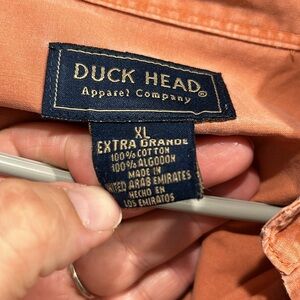 DUCK HEAD®
Apparel Company
XL
EXTRA GRANDE
100% COTTON
100% ALGODON
MADE IN
UNITED ARAB EMIRATES
HECHO EN
LOS EMIRATOS